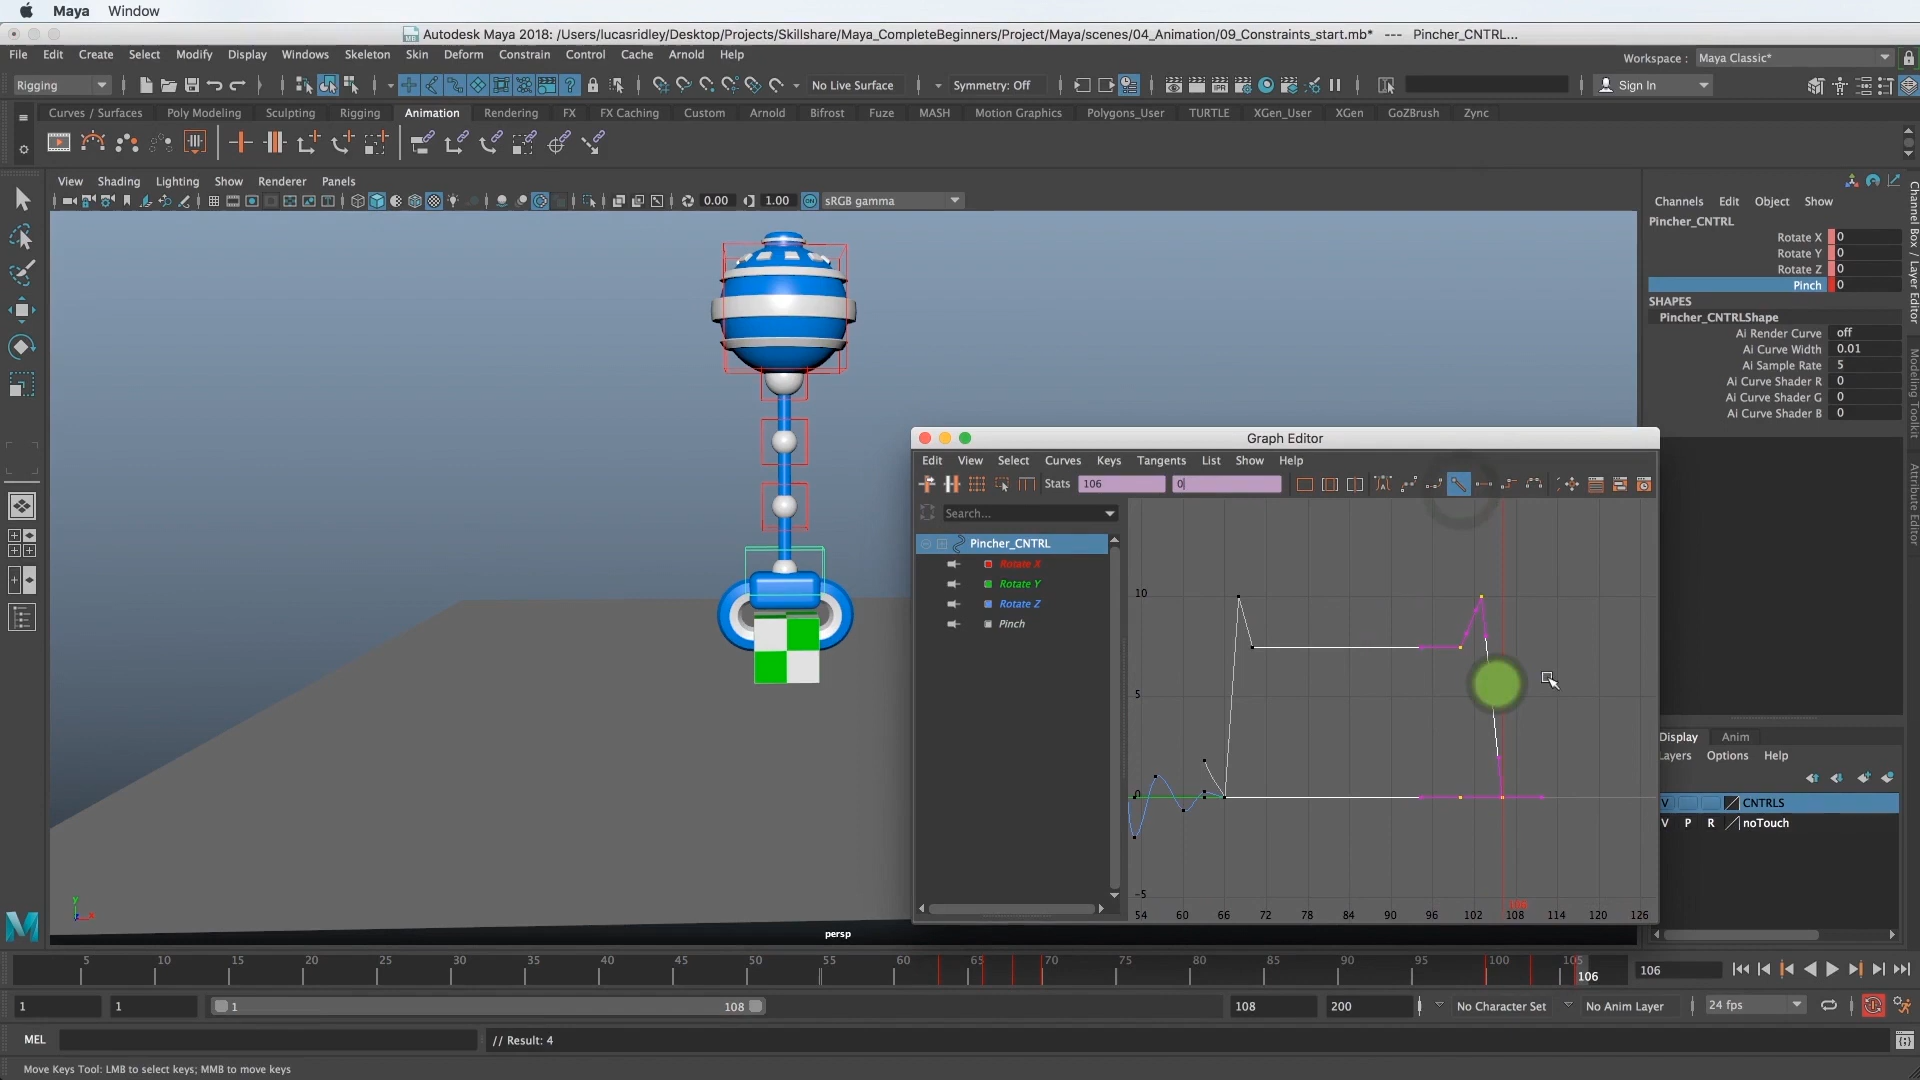 Maya Window
Autodesk Maya 2018: /Users/lucasridley/Desktop/Projects/Skillshare/Maya_CompleteBeginners/Project/Maya/scenes/04_Animation/09_Constraints_start.mb* --- Pincher_CNTRL...
File Edit Create Select Modify Display Windows Skeleton Skin Deform Constrain Control Cache Arnold Help
Workspace : Maya Classic*
Rigging No Live Surface Symmetry: Off Sign In
Curves / Surfaces Poly Modeling Sculpting Rigging Animation Rendering FX FX Caching Custom Arnold Bifrost Fuze MASH Motion Graphics Polygons_User TURTLE XGen_User XGen GoZBrush Zync
View Shading Lighting Show Renderer Panels
0.00 1.00 ON sRGB gamma
Channels Edit Object Show
Pincher_CNTRL
Rotate X 0
Rotate Y 0
Rotate Z 0
Pinch 0
SHAPES
Pincher_CNTRLShape
Ai Render Curve off
Ai Curve Width 0.01
Ai Sample Rate 5
Ai Curve Shader R 0
Ai Curve Shader G 0
Ai Curve Shader B 0
Channel Box / Layer Editor
Modeling Toolkit
Attribute Editor
Graph Editor
Edit View Select Curves Keys Tangents List Show Help
Stats 106 0
Search...
Pincher_CNTRL
Rotate X
Rotate Y
Rotate Z
Pinch
10
5
0
-5
54 60 66 72 78 84 90 96 102 108 114 120 126
106
Display Anim
ayers Options Help
V CNTRLS
V P R noTouch
y
x
persp
5 10 15 20 25 30 35 40 45 50 55 60 65 70 75 80 85 90 95 100 105
106
106
1 1 1 108 108 200 No Character Set No Anim Layer 24 fps
MEL // Result: 4
Move Keys Tool: LMB to select keys; MMB to move keys